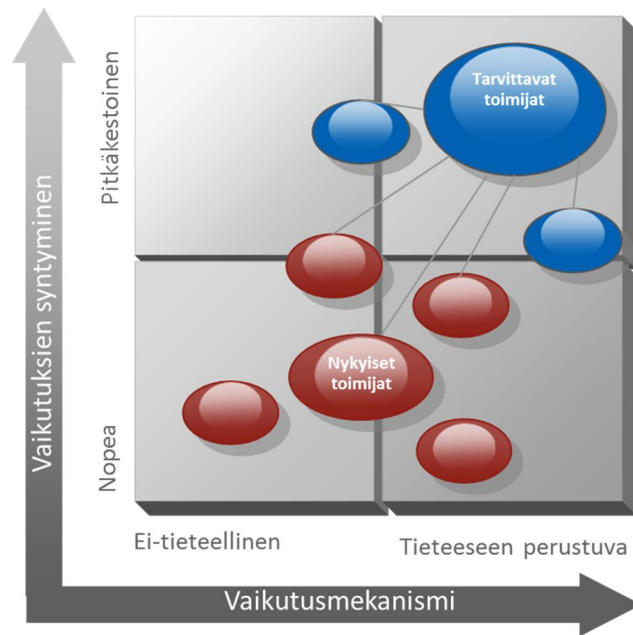 Tarvittavat
toimijat
Pitkäkestoinen
Vaikutuksien syntyminen
Nykyiset
toimijat
Nopea
Ei-tieteellinen
Tieteeseen perustuva
Vaikutusmekanismi